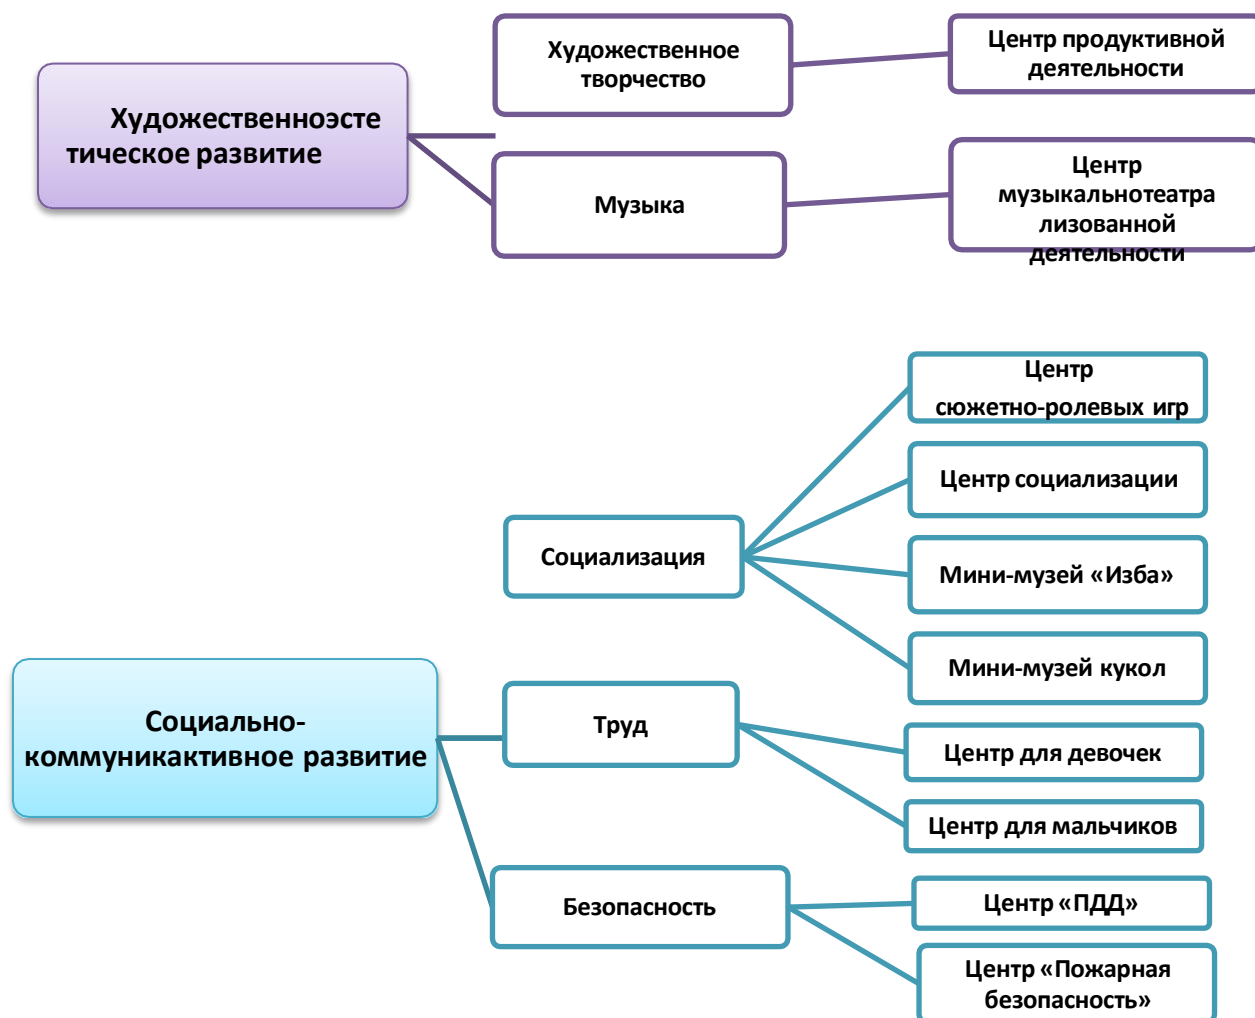 Художественное
творчество
Центр продуктивной
деятельности
Художественноэсте
тическое развитие
Музыка
Центр
музыкальнотеатра
лизованной
деятельности
Центр
сюжетно-ролевых игр
Центр социализации
Социализация
Мини-музей «Изба»
Мини-музей кукол
Социально-
коммуникактивное развитие
Труд
Центр для девочек
Центр для мальчиков
Безопасность
Центр «ПДД»
Центр «Пожарная
безопасность»